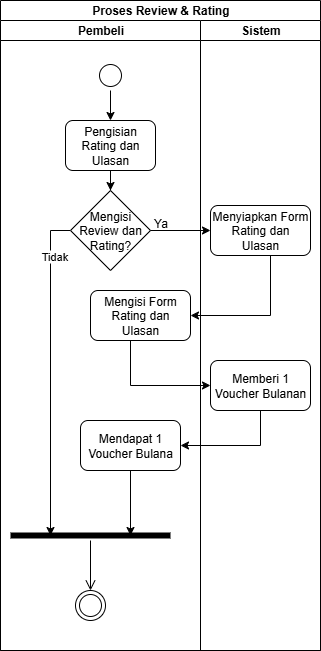 Proses Review & Rating
Pembeli
Sistem
Pengisian
Rating dan
Ulasan
Mengisi
Review dan
Rating?
Ya
Tidak
Menyiapkan Form
Rating dan
Ulasan
Mengisi Form
Rating dan
Ulasan
Memberi 1
Voucher Bulanan
Mendapat 1
Voucher Bulana